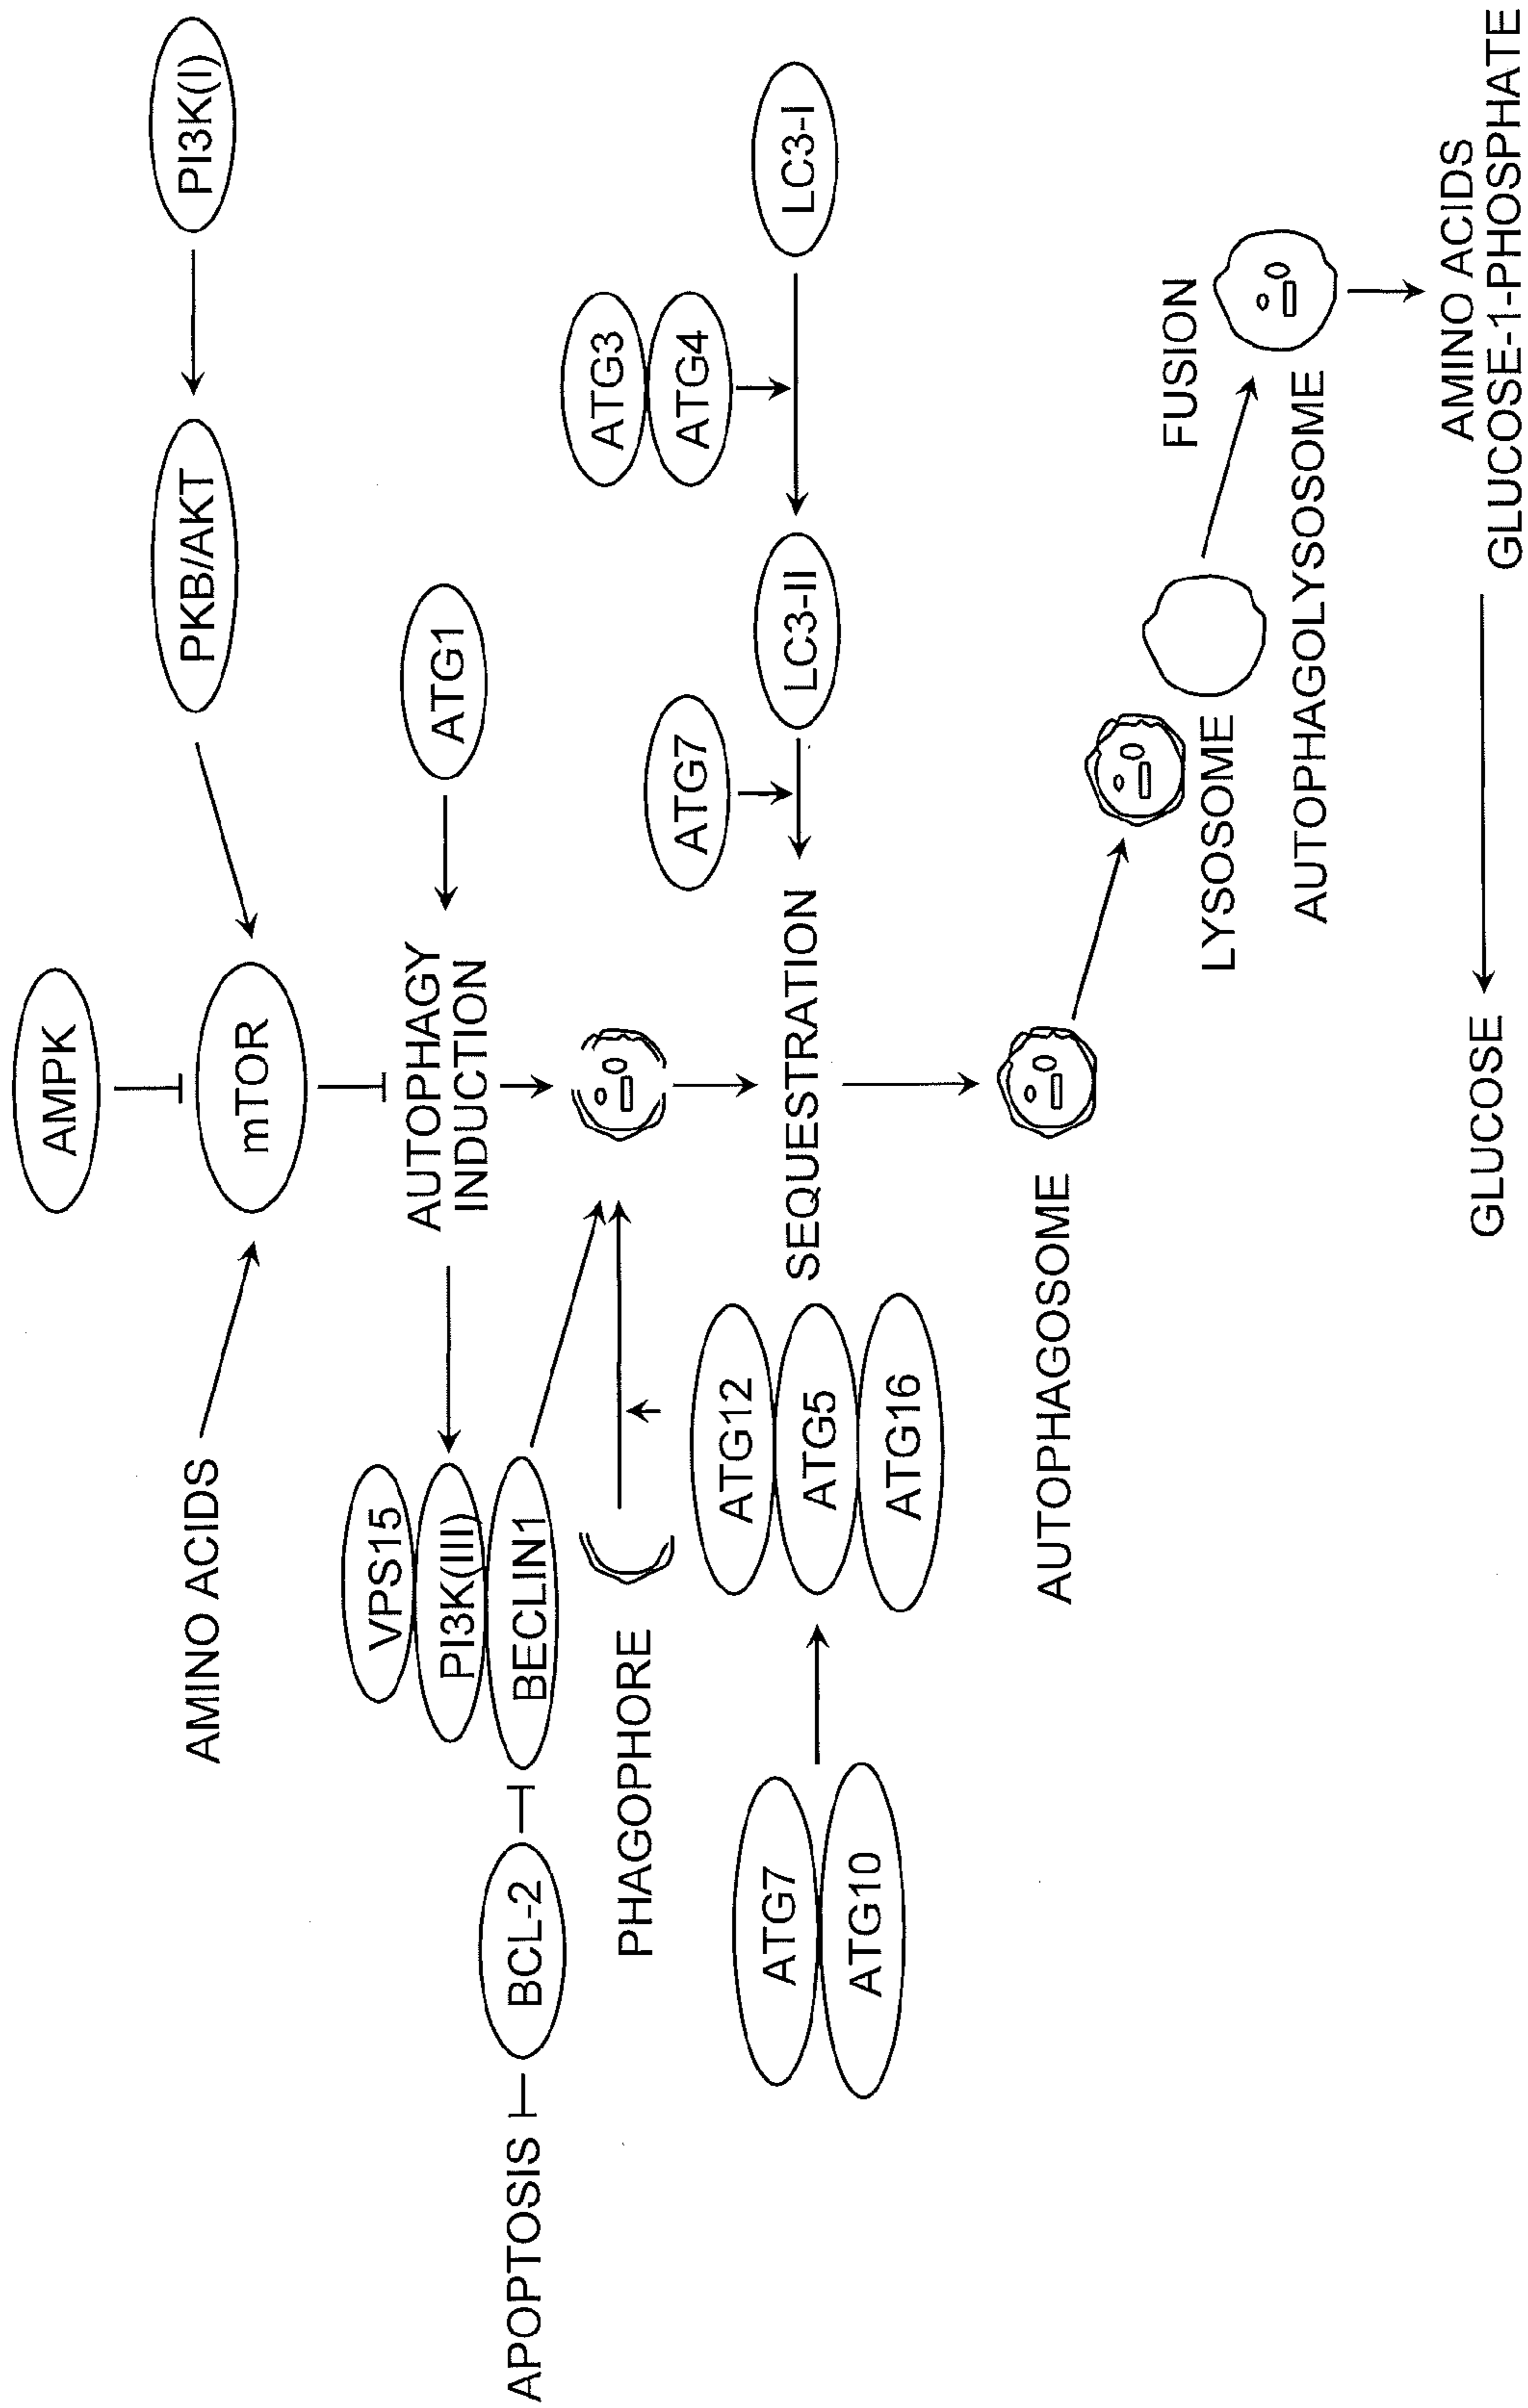 AMPK
PI3K(I)
PKB/AKT
mTOR
AMINO ACIDS
ATG1
AUTOPHAGY
INDUCTION
VPS15
PI3K(III)
BECLIN1
BCL-2
APOPTOSIS
PHAGOPHORE
ATG3
ATG4
LC3-I
LC3-II
ATG7
SEQUESTRATION
ATG12
ATG5
ATG16
ATG7
ATG10
AUTOPHAGOSOME
LYSOSOME
FUSION
AUTOPHAGOLYSOSOME
AMINO ACIDS
GLUCOSE-1-PHOSPHATE
GLUCOSE